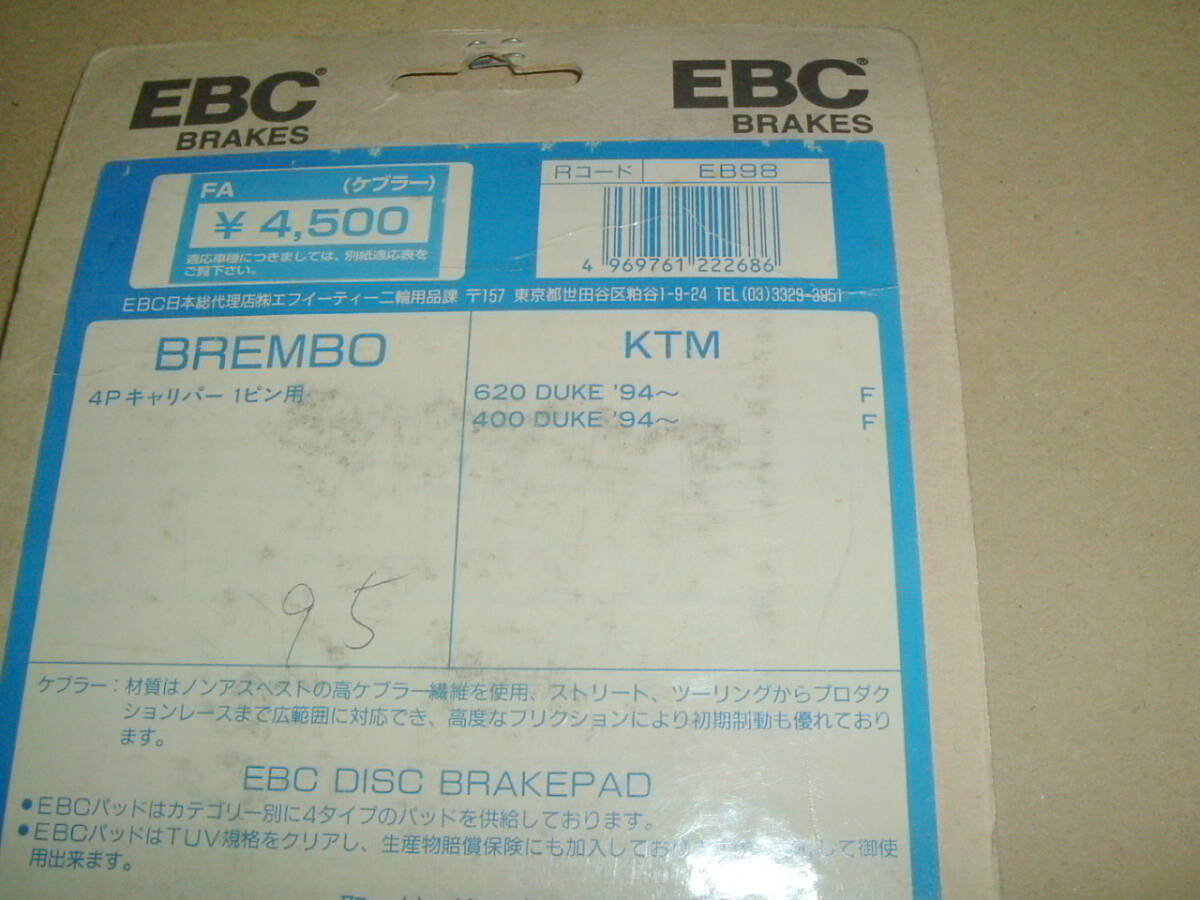 EBC® EBC®
BRAKES BRAKES
FA (ケブラー)
¥ 4,500
適応車種につきましては、別紙適応表を
ご覧下さい。
Rコード EB98
4 969761 222686
EBC日本総代理店㈱エフイーティー二輪用品課 〒157 東京都世田谷区粕谷1-9-24 TEL(03)3329-3951
BREMBO
4Pキャリパー 1ピン用
KTM
620 DUKE '94～ F
400 DUKE '94～ F
95
ケブラー：材質はノンアスベストの高ケブラー繊維を使用、ストリート、ツーリングからプロダク
ションレースまで広範囲に対応でき、高度なフリクションにより初期制動も優れており
ます。
EBC DISC BRAKEPAD
●EBCパッドはカテゴリー別に4タイプのパッドを供給しております。
●EBCパッドはTUV規格をクリアし、生産物賠償保険にも加入しており して御使
用出来ます。